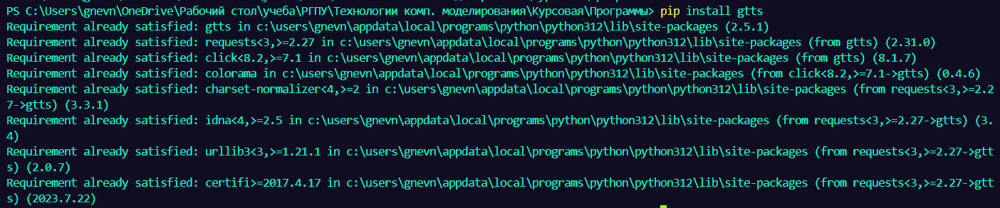 PS C:\Users\gnevn\OneDrive\Рабочий стол\учеба\РГПУ\Технологии комп. моделирования\Курсовая\Программы> pip install gtts
Requirement already satisfied: gtts in c:\users\gnevn\appdata\local\programs\python\python312\lib\site-packages (2.5.1)
Requirement already satisfied: requests<3,>=2.27 in c:\users\gnevn\appdata\local\programs\python\python312\lib\site-packages (from gtts) (2.31.0)
Requirement already satisfied: click<8.2,>=7.1 in c:\users\gnevn\appdata\local\programs\python\python312\lib\site-packages (from gtts) (8.1.7)
Requirement already satisfied: colorama in c:\users\gnevn\appdata\local\programs\python\python312\lib\site-packages (from click<8.2,>=7.1->gtts) (0.4.6)
Requirement already satisfied: charset-normalizer<4,>=2 in c:\users\gnevn\appdata\local\programs\python\python312\lib\site-packages (from requests<3,>=2.2
7->gtts) (3.3.1)
Requirement already satisfied: idna<4,>=2.5 in c:\users\gnevn\appdata\local\programs\python\python312\lib\site-packages (from requests<3,>=2.27->gtts) (3.
4)
Requirement already satisfied: urllib3<3,>=1.21.1 in c:\users\gnevn\appdata\local\programs\python\python312\lib\site-packages (from requests<3,>=2.27->gtt
s) (2.0.7)
Requirement already satisfied: certifi>=2017.4.17 in c:\users\gnevn\appdata\local\programs\python\python312\lib\site-packages (from requests<3,>=2.27->gtt
s) (2023.7.22)